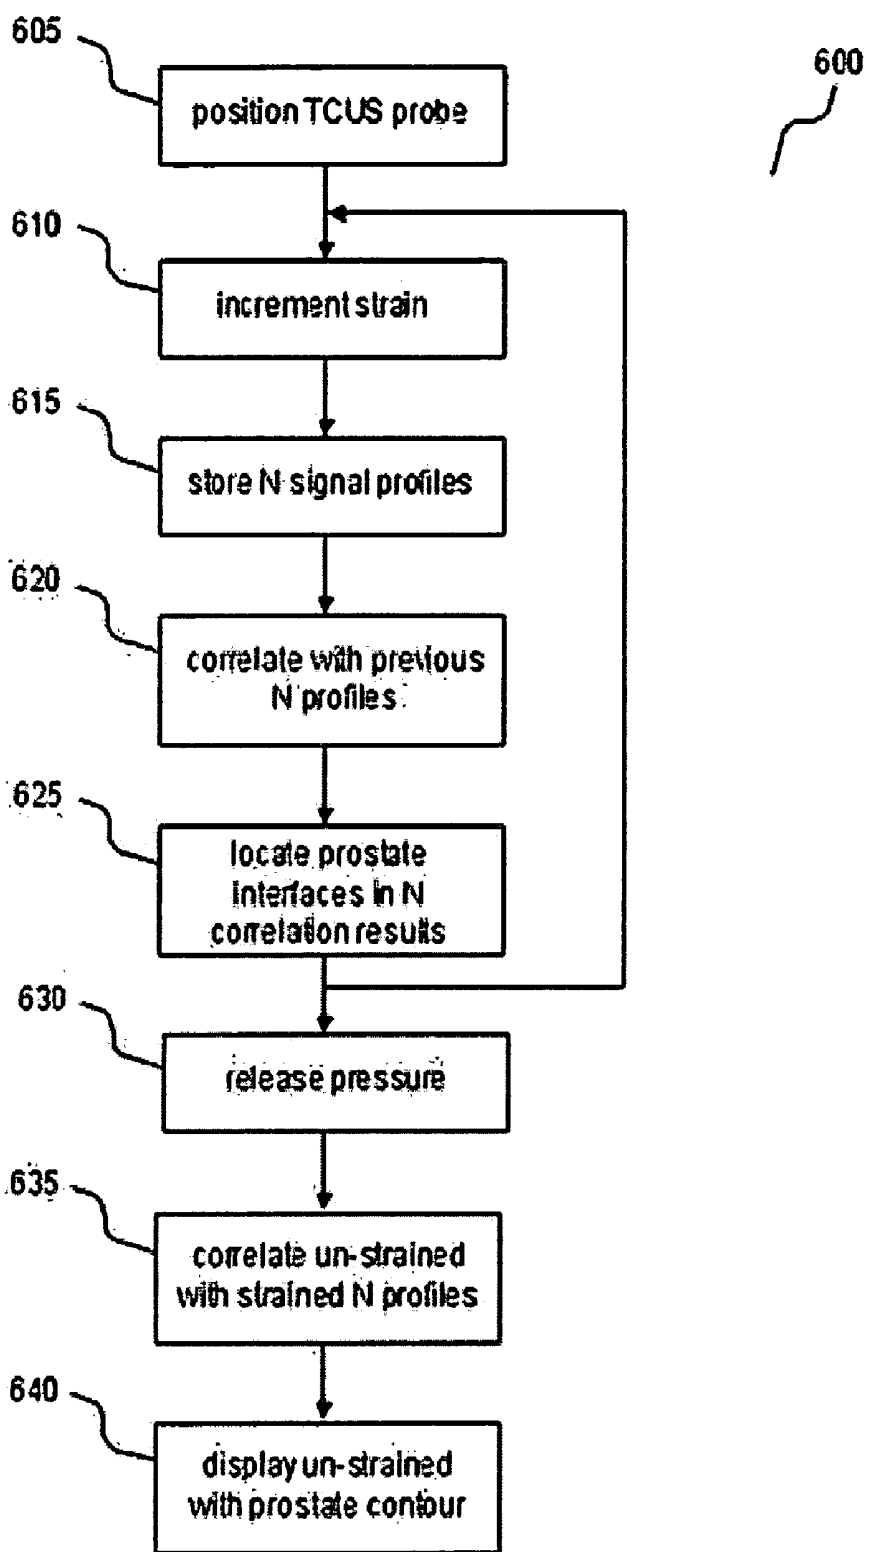 605
600
position TCUS probe
610
increment strain
615
store N signal profiles
620
correlate with previous
N profiles
625
locate prostate
interfaces in N
correlation results
630
release pressure
635
correlate un-strained
with strained N profiles
640
display un-strained
with prostate contour